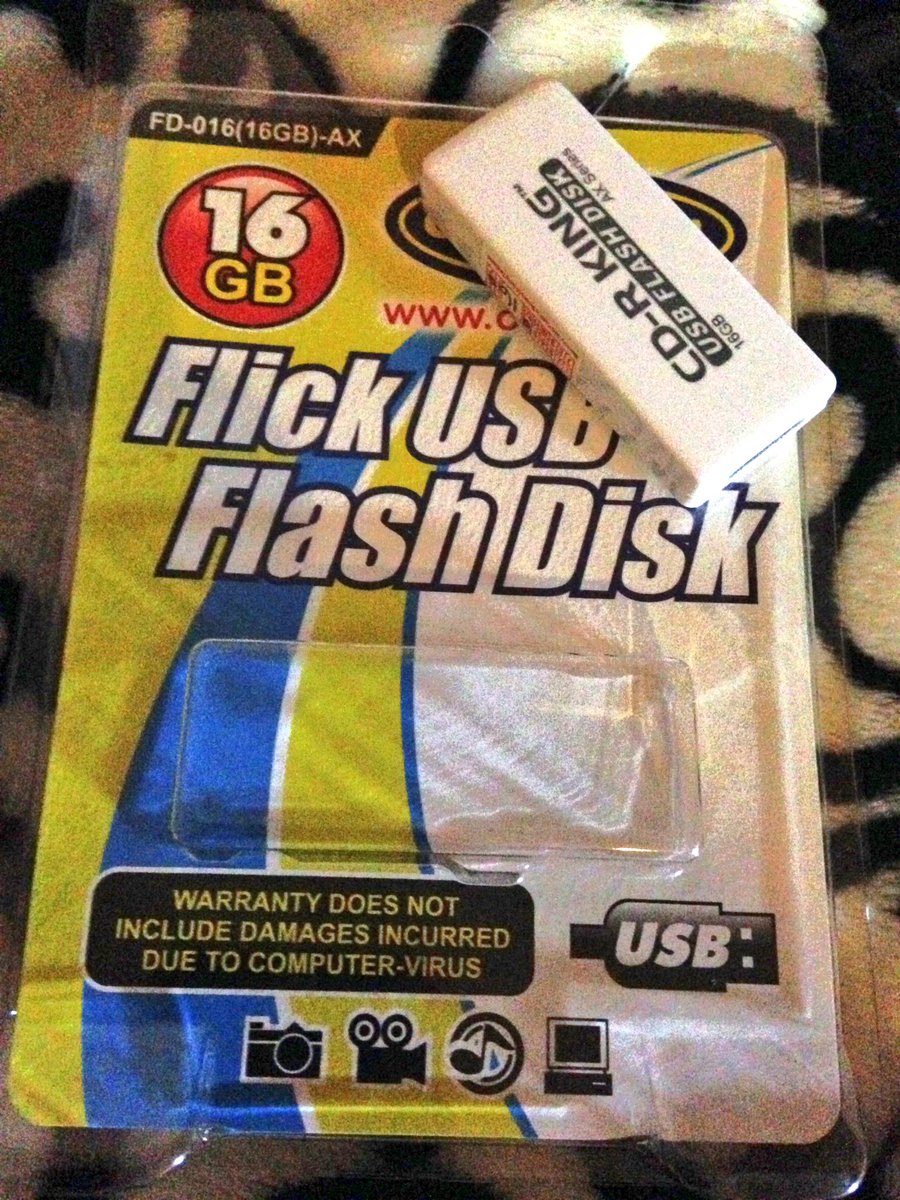 FD-016(16GB)-AX
16
GB
www.c
Flick USB
Flash Disk
CD-R KING™
USB FLASH DISK
AX Series
16GB
WARRANTY DOES NOT
INCLUDE DAMAGES INCURRED
DUE TO COMPUTER-VIRUS
USB